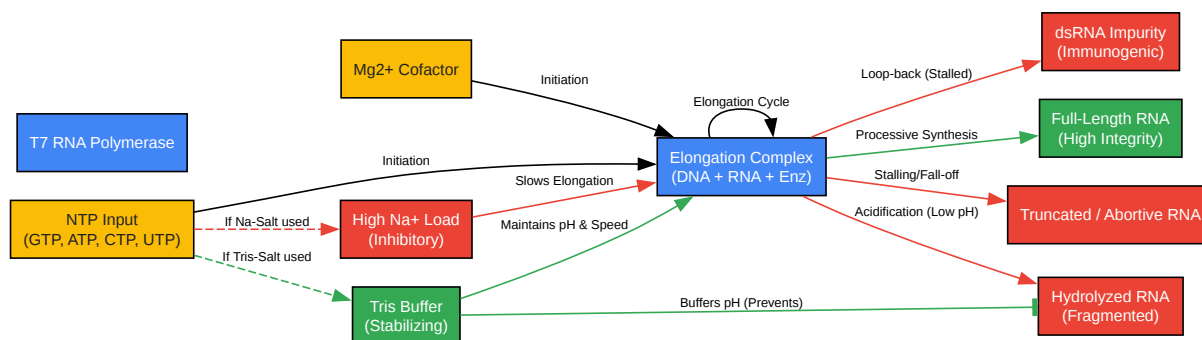 dsRNA Impurity
(Immunogenic)
Mg2+ Cofactor
Initiation
Loop-back (Stalled)
Elongation Cycle
T7 RNA Polymerase
Full-Length RNA
(High Integrity)
Processive Synthesis
Elongation Complex
(DNA + RNA + Enz)
Initiation
Stalling/Fall-off
Slows Elongation
NTP Input
(GTP, ATP, CTP, UTP)
If Na-Salt used
High Na+ Load
(Inhibitory)
Maintains pH & Speed
Acidification (Low pH)
Truncated / Abortive RNA
If Tris-Salt used
Tris Buffer
(Stabilizing)
Buffers pH (Prevents)
Hydrolyzed RNA
(Fragmented)